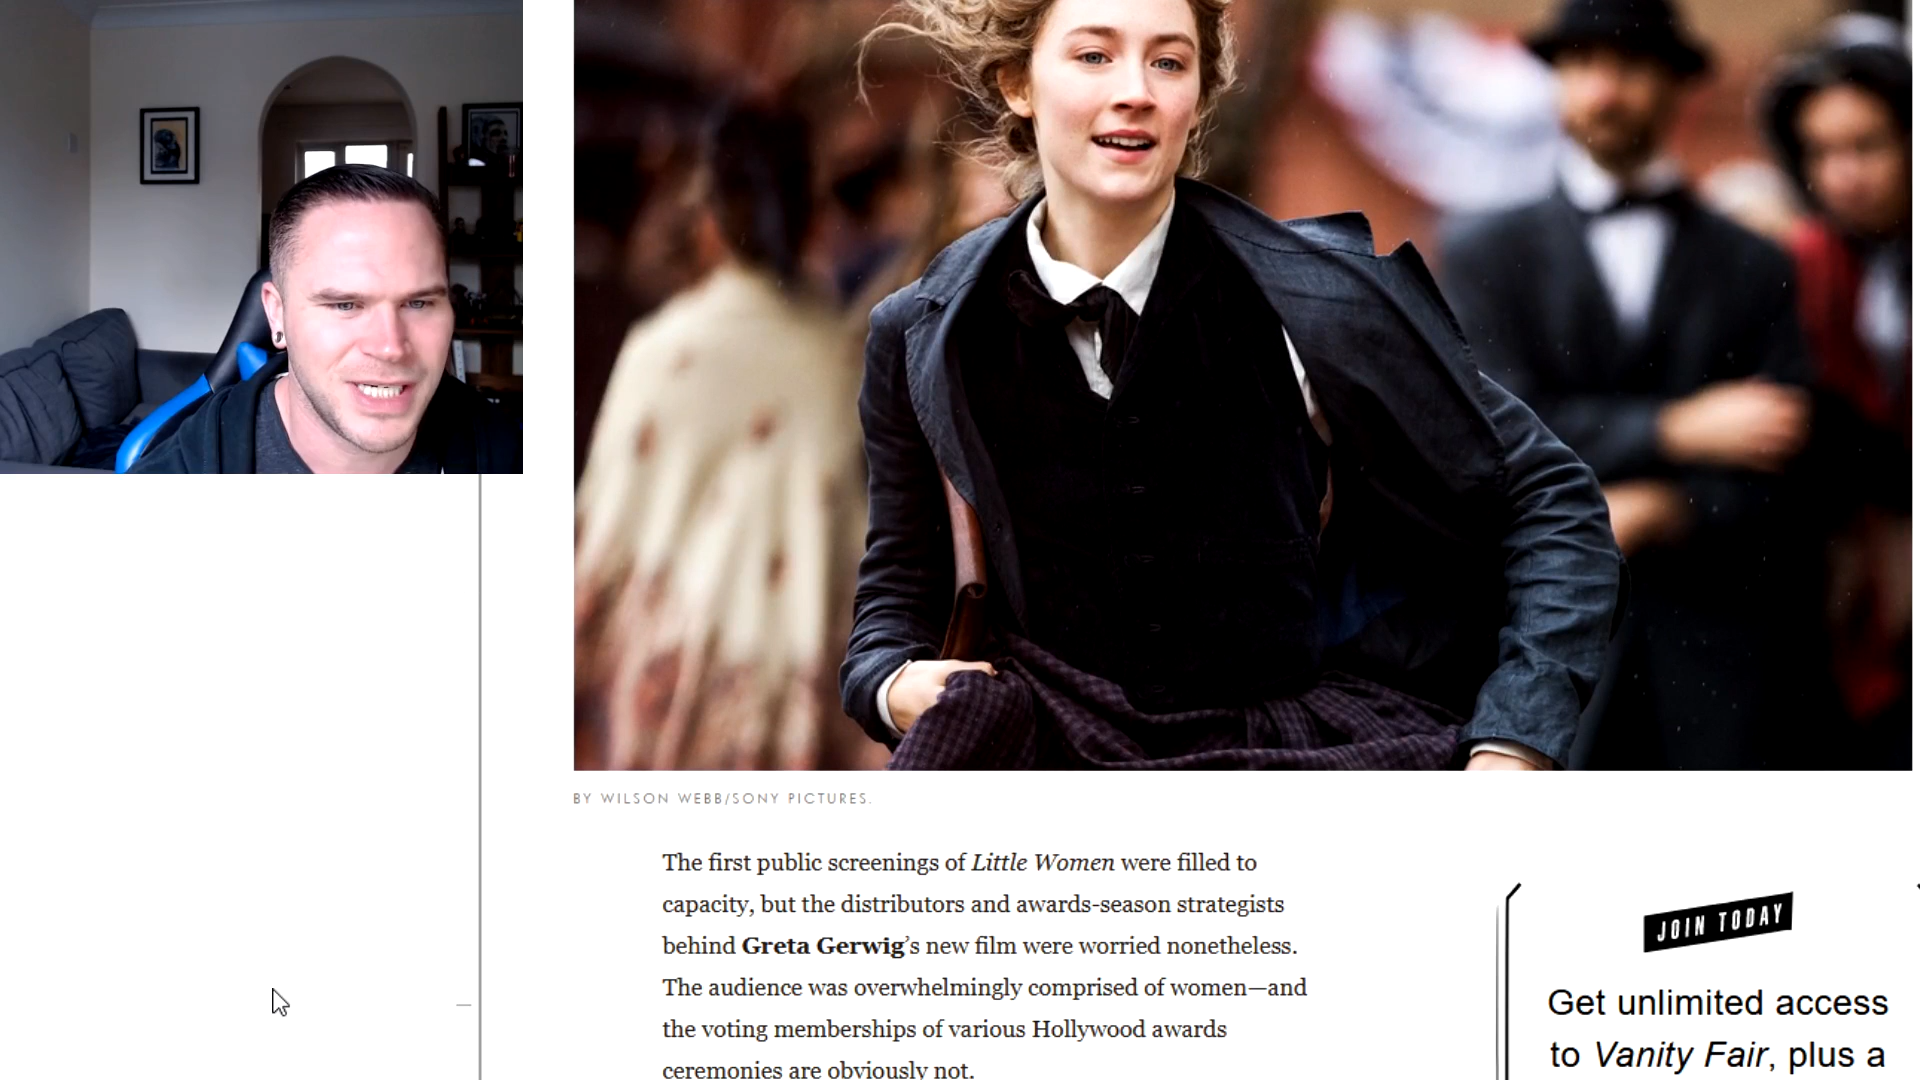 BY WILSON WEBB/SONY PICTURES.
The first public screenings of Little Women were filled to
capacity, but the distributors and awards-season strategists
behind Greta Gerwig’s new film were worried nonetheless.
The audience was overwhelmingly comprised of women—and
the voting memberships of various Hollywood awards
ceremonies are obviously not.
JOIN TODAY
Get unlimited access
to Vanity Fair, plus a